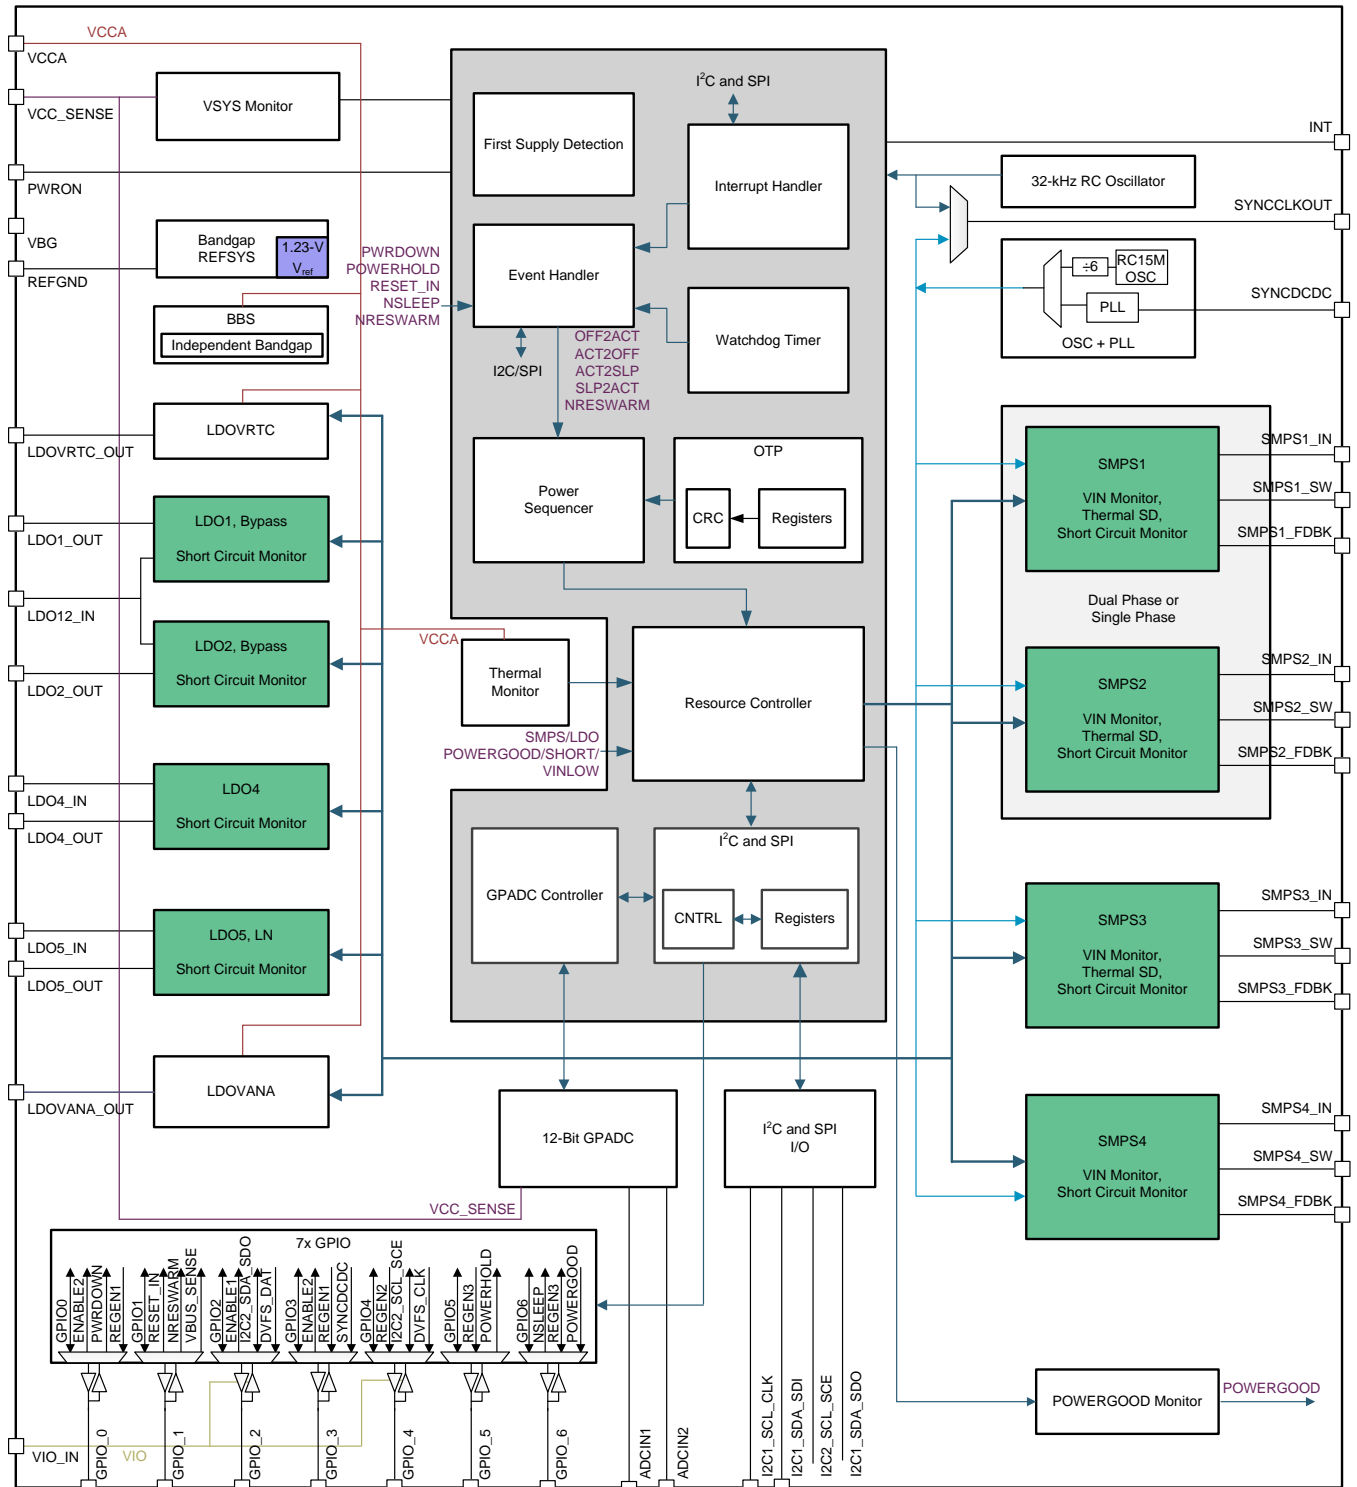 VCCA
VCCA
VCC_SENSE
VSYS Monitor
PWRON
VBG
REFGND
Bandgap
REFSYS
1.23-V
Vref
BBS
Independent Bandgap
LDOVRTC
LDOVRTC_OUT
LDO1, Bypass
Short Circuit Monitor
LDO1_OUT
LDO12_IN
LDO2, Bypass
Short Circuit Monitor
LDO2_OUT
LDO4
Short Circuit Monitor
LDO4_IN
LDO4_OUT
LDO5, LN
Short Circuit Monitor
LDO5_IN
LDO5_OUT
LDOVANA
LDOVANA_OUT
I2C and SPI
First Supply Detection
Interrupt Handler
Event Handler
PWRDOWN
POWERHOLD
RESET_IN
NSLEEP
NRESWARM
I2C/SPI
OFF2ACT
ACT2OFF
ACT2SLP
SLP2ACT
NRESWARM
Watchdog Timer
Power
Sequencer
OTP
CRC
Registers
VCCA
Thermal
Monitor
Resource Controller
SMPS/LDO
POWERGOOD/SHORT/
VINLOW
GPADC Controller
I2C and SPI
CNTRL
Registers
12-Bit GPADC
I2C and SPI
I/O
VCC_SENSE
INT
32-kHz RC Oscillator
SYNCCLKOUT
÷6
RC15M
OSC
PLL
OSC + PLL
SYNCDCDC
SMPS1
VIN Monitor,
Thermal SD,
Short Circuit Monitor
SMPS1_IN
SMPS1_SW
SMPS1_FDBK
Dual Phase or
Single Phase
SMPS2
VIN Monitor,
Thermal SD,
Short Circuit Monitor
SMPS2_IN
SMPS2_SW
SMPS2_FDBK
SMPS3
VIN Monitor,
Thermal SD,
Short Circuit Monitor
SMPS3_IN
SMPS3_SW
SMPS3_FDBK
SMPS4
VIN Monitor,
Short Circuit Monitor
SMPS4_IN
SMPS4_SW
SMPS4_FDBK
7x GPIO
GPIO0
ENABLE2
PWRDOWN
REGEN1
GPIO1
RESET_IN
NRESWARM
VBUS_SENSE
GPIO2
ENABLE1
I2C2_SDA_SDO
DVFS_DAT
GPIO3
ENABLE2
REGEN1
SYNCDCDC
GPIO4
REGEN2
I2C2_SCL_SCE
DVFS_CLK
GPIO5
REGEN3
POWERHOLD
GPIO6
NSLEEP
REGEN3
POWERGOOD
VIO_IN
VIO
GPIO_0
GPIO_1
GPIO_2
GPIO_3
GPIO_4
GPIO_5
GPIO_6
ADCIN1
ADCIN2
I2C1_SCL_CLK
I2C1_SDA_SDI
I2C2_SCL_SCE
I2C1_SDA_SDO
POWERGOOD Monitor
POWERGOOD